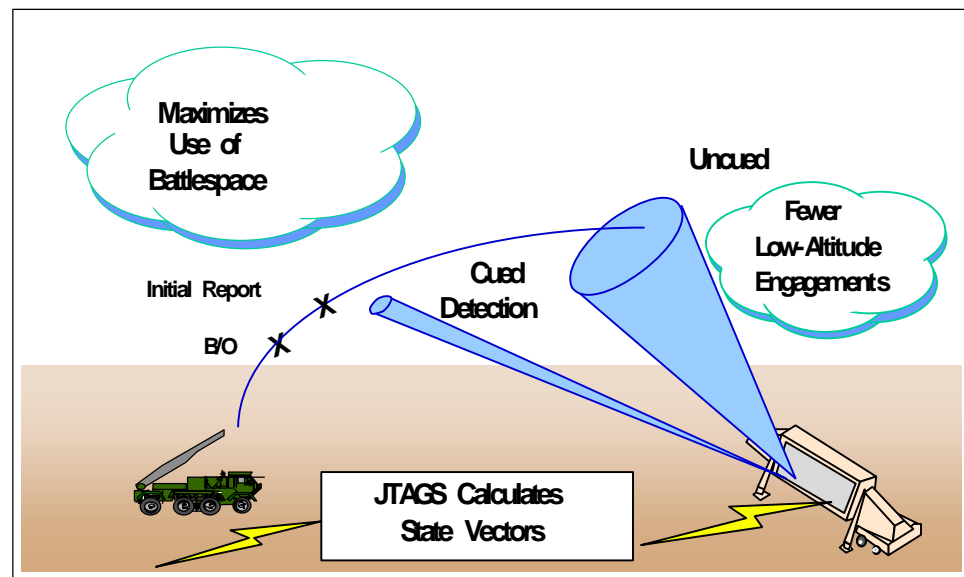 Maximizes
Use of
Battlespace
Uncued
Fewer
Low-Altitude
Engagements
Cued
Detection
Initial Report
B/O
X
X
JTAGS Calculates
State Vectors